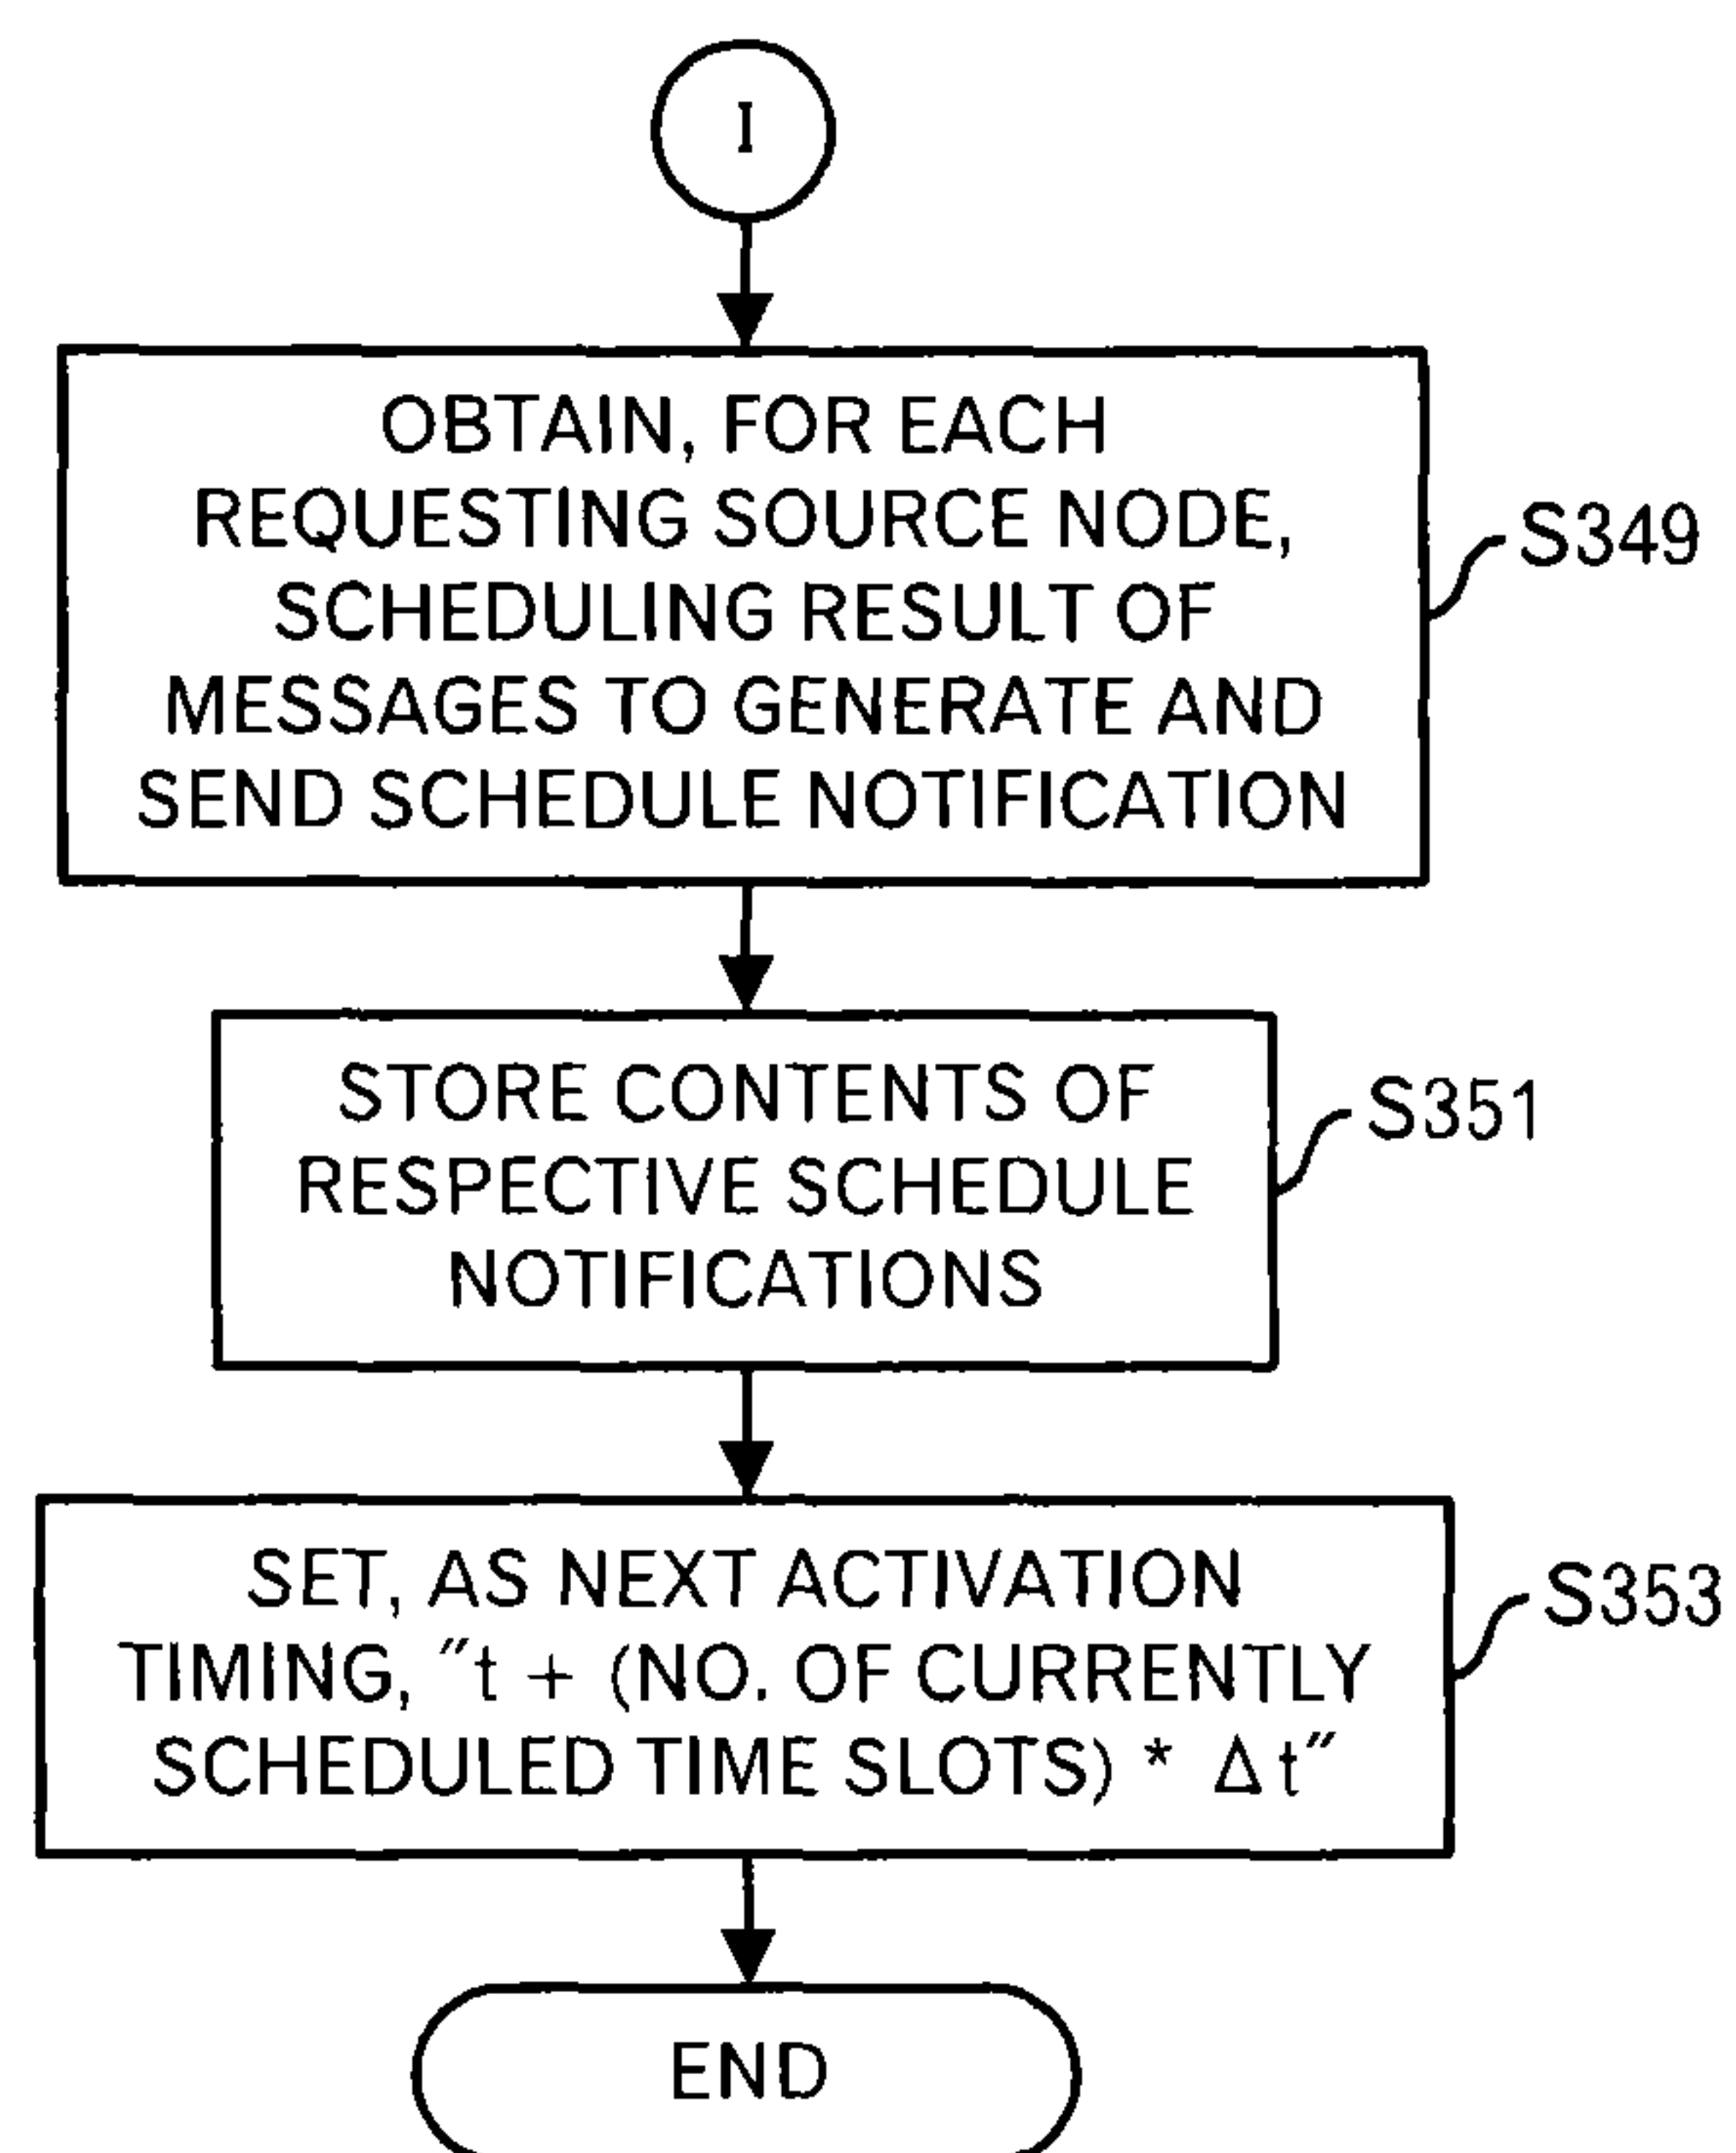 I
OBTAIN, FOR EACH
REQUESTING SOURCE NODE,
SCHEDULING RESULT OF
MESSAGES TO GENERATE AND
SEND SCHEDULE NOTIFICATION
S349
STORE CONTENTS OF
RESPECTIVE SCHEDULE
NOTIFICATIONS
S351
SET, AS NEXT ACTIVATION
TIMING, "t + (NO. OF CURRENTLY
SCHEDULED TIME SLOTS) * Δt"
S353
END